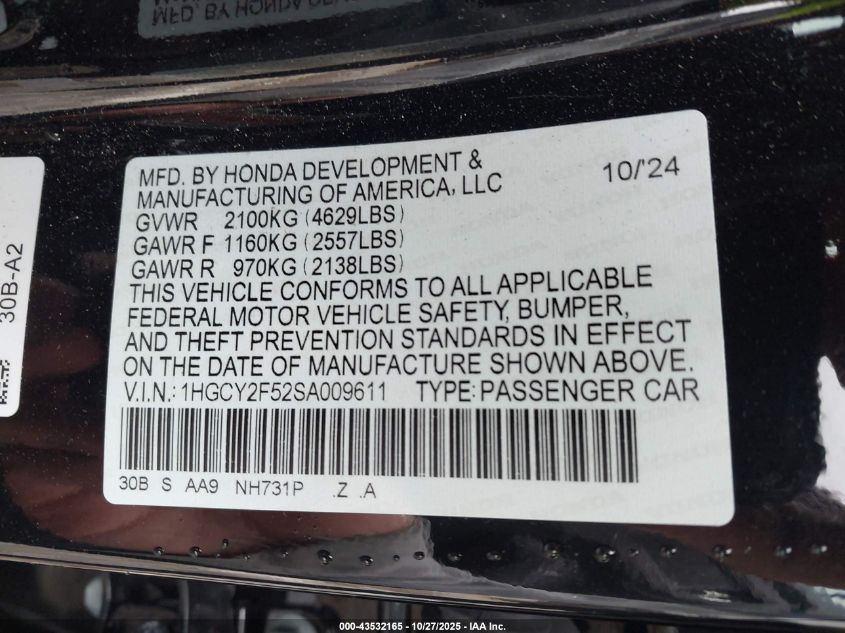 MFD. BY HONDA DEVELOPMENT &
MANUFACTURING OF AMERICA, LLC
10/'24
GVWR 2100KG (4629LBS)
GAWR F 1160KG (2557LBS)
GAWR R 970KG (2138LBS)
THIS VEHICLE CONFORMS TO ALL APPLICABLE
FEDERAL MOTOR VEHICLE SAFETY, BUMPER,
AND THEFT PREVENTION STANDARDS IN EFFECT
ON THE DATE OF MANUFACTURE SHOWN ABOVE.
V.I.N.: 1HGCY2F52SA009611 TYPE: PASSENGER CAR
30B S AA9 NH731P .Z .A
30B-A2
000-43532165 - 10/27/2025 - IAA Inc.